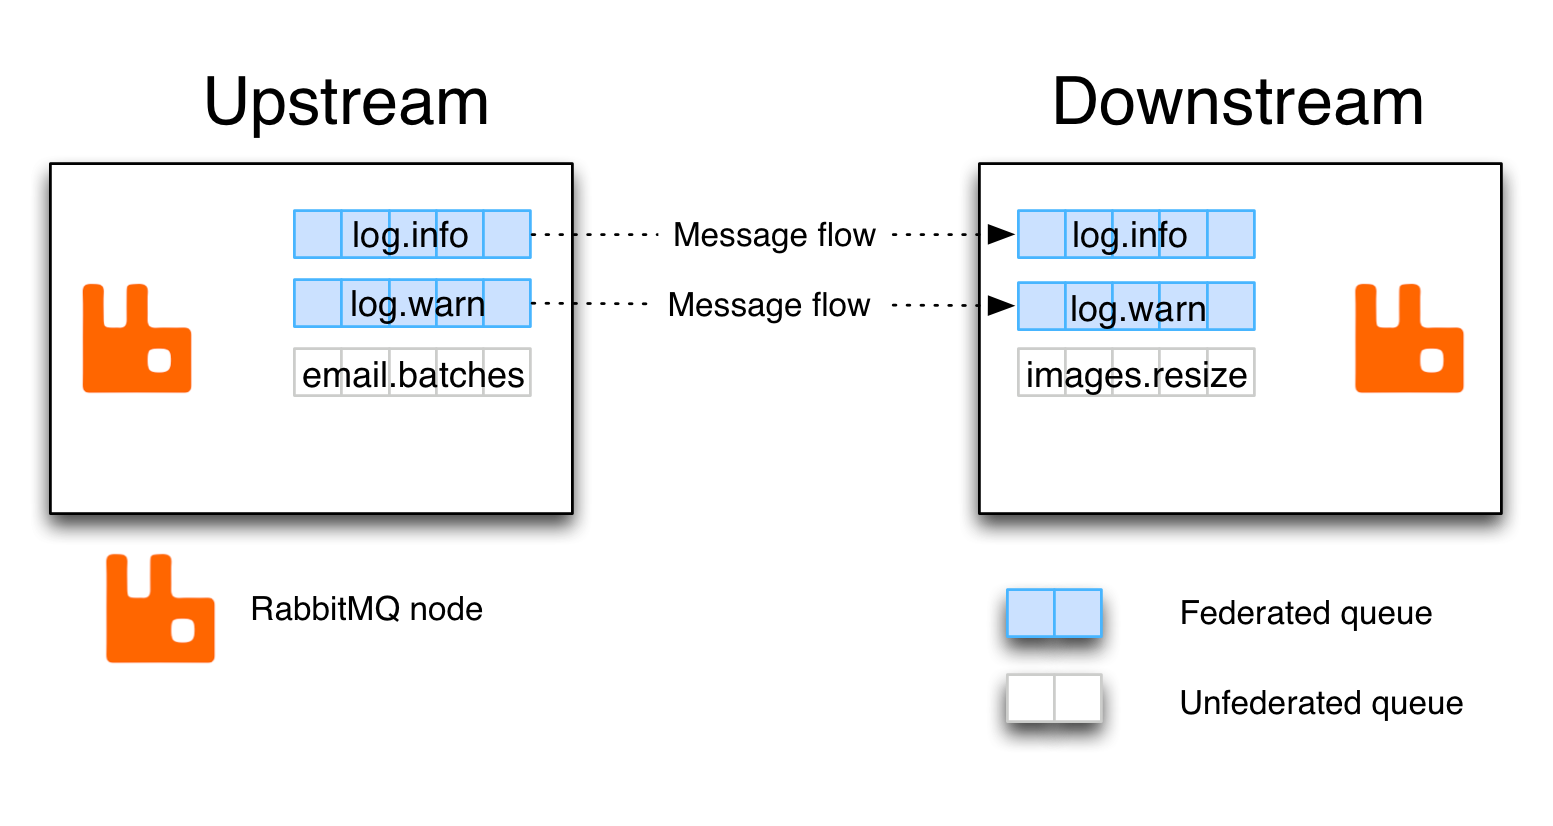 Upstream
Downstream
log.info
Message flow
log.info
log.warn
Message flow
log.warn
email.batches
images.resize
RabbitMQ node
Federated queue
Unfederated queue